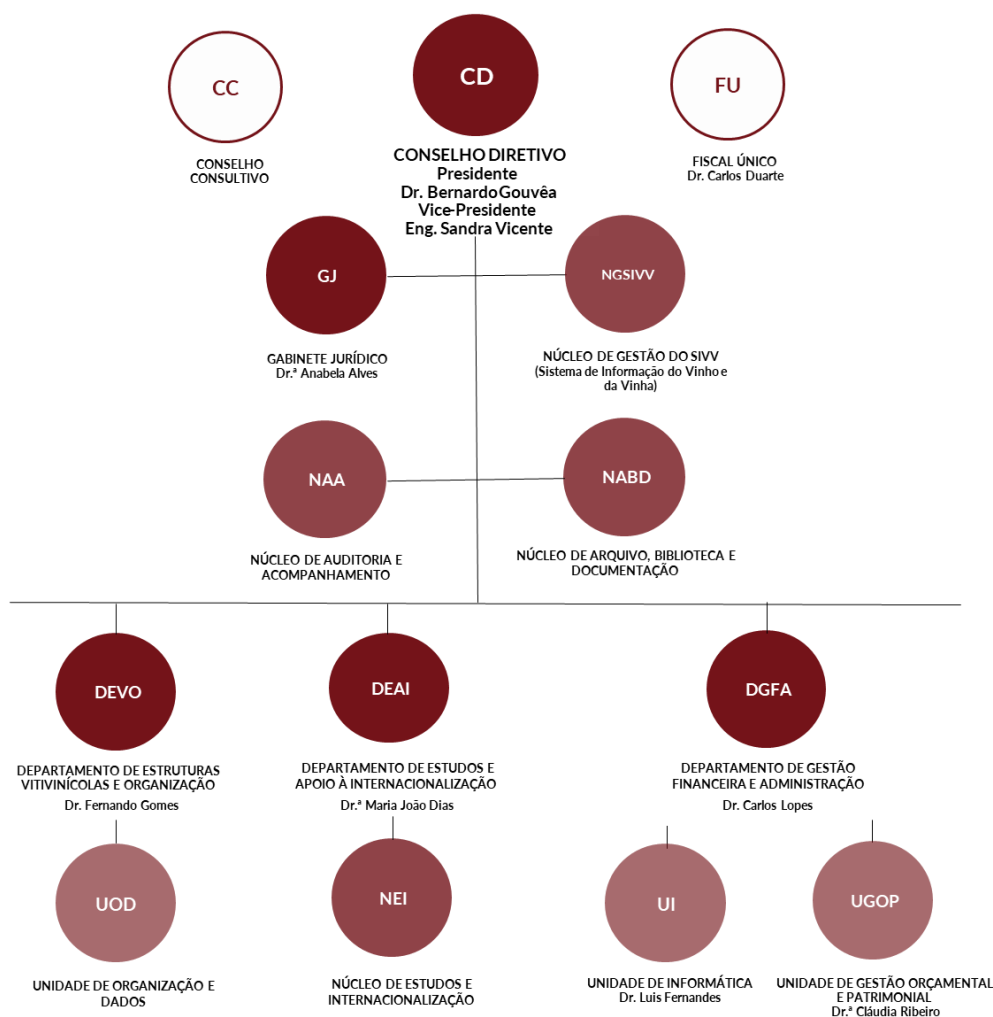 CC
CONSELHO
CONSULTIVO
CD
CONSELHO DIRETIVO
Presidente
Dr. Bernardo Gouvêa
Vice-Presidente
Eng. Sandra Vicente
FU
FISCAL ÚNICO
Dr. Carlos Duarte
GJ
GABINETE JURÍDICO
Dr.ª Anabela Alves
NGSIVV
NÚCLEO DE GESTÃO DO SIVV
(Sistema de Informação do Vinho e
da Vinha)
NAA
NÚCLEO DE AUDITORIA E
ACOMPANHAMENTO
NABD
NÚCLEO DE ARQUIVO, BIBLIOTECA E
DOCUMENTAÇÃO
DEVO
DEPARTAMENTO DE ESTRUTURAS
VITIVINÍCOLAS E ORGANIZAÇÃO
Dr. Fernando Gomes
DEAI
DEPARTAMENTO DE ESTUDOS E
APOIO À INTERNACIONALIZAÇÃO
Dr.ª Maria João Dias
DGFA
DEPARTAMENTO DE GESTÃO
FINANCEIRA E ADMINISTRAÇÃO
Dr. Carlos Lopes
UOD
UNIDADE DE ORGANIZAÇÃO E
DADOS
NEI
NÚCLEO DE ESTUDOS E
INTERNACIONALIZAÇÃO
UI
UNIDADE DE INFORMÁTICA
Dr. Luis Fernandes
UGOP
UNIDADE DE GESTÃO ORÇAMENTAL
E PATRIMONIAL
Dr.ª Cláudia Ribeiro